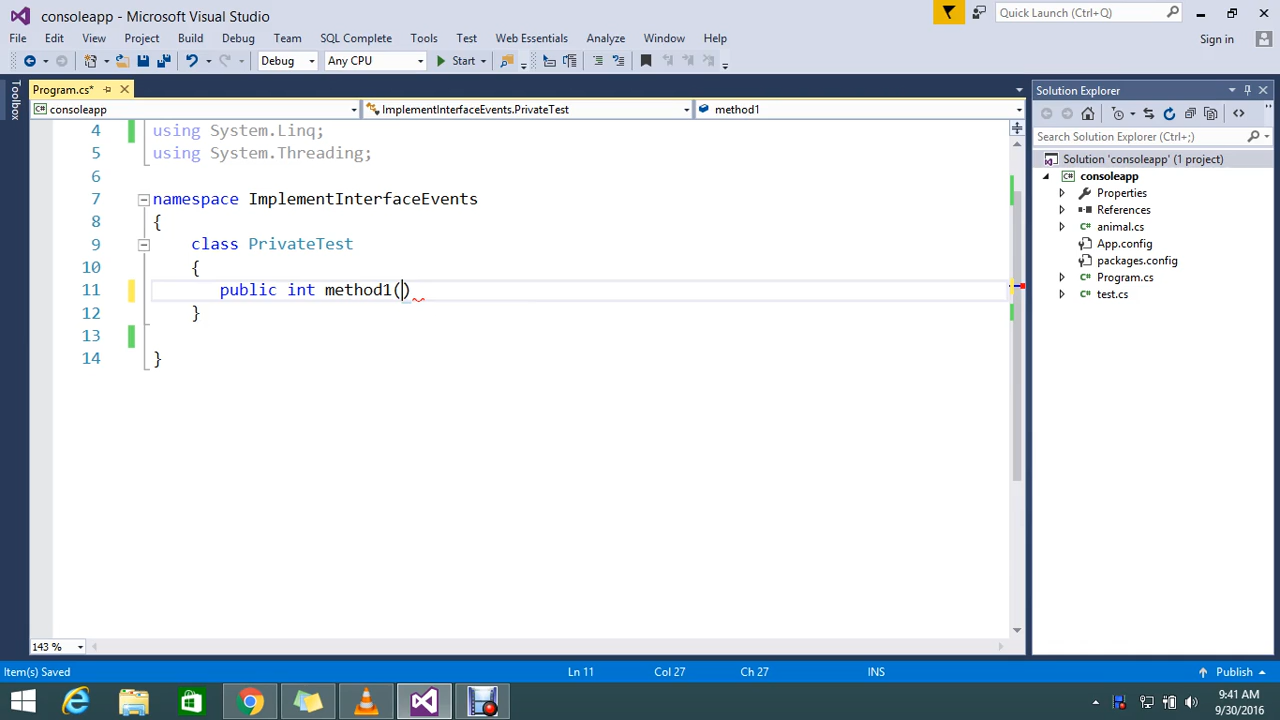 consoleapp - Microsoft Visual Studio
Quick Launch (Ctrl+Q)
File Edit View Project Build Debug Team SQL Complete Tools Test Web Essentials Analyze Window Help
Sign in
Debug Any CPU Start
Toolbox
Program.cs*
consoleapp
ImplementInterfaceEvents.PrivateTest
method1
4 using System.Linq;
5 using System.Threading;
6
7 namespace ImplementInterfaceEvents
8 {
9 class PrivateTest
10 {
11 public int method1()
12 }
13
14 }
143 %
Solution Explorer
Search Solution Explorer (Ctrl+;)
Solution 'consoleapp' (1 project)
consoleapp
Properties
References
animal.cs
App.config
packages.config
Program.cs
test.cs
Item(s) Saved
Ln 11
Col 27
Ch 27
INS
Publish
9:41 AM
9/30/2016